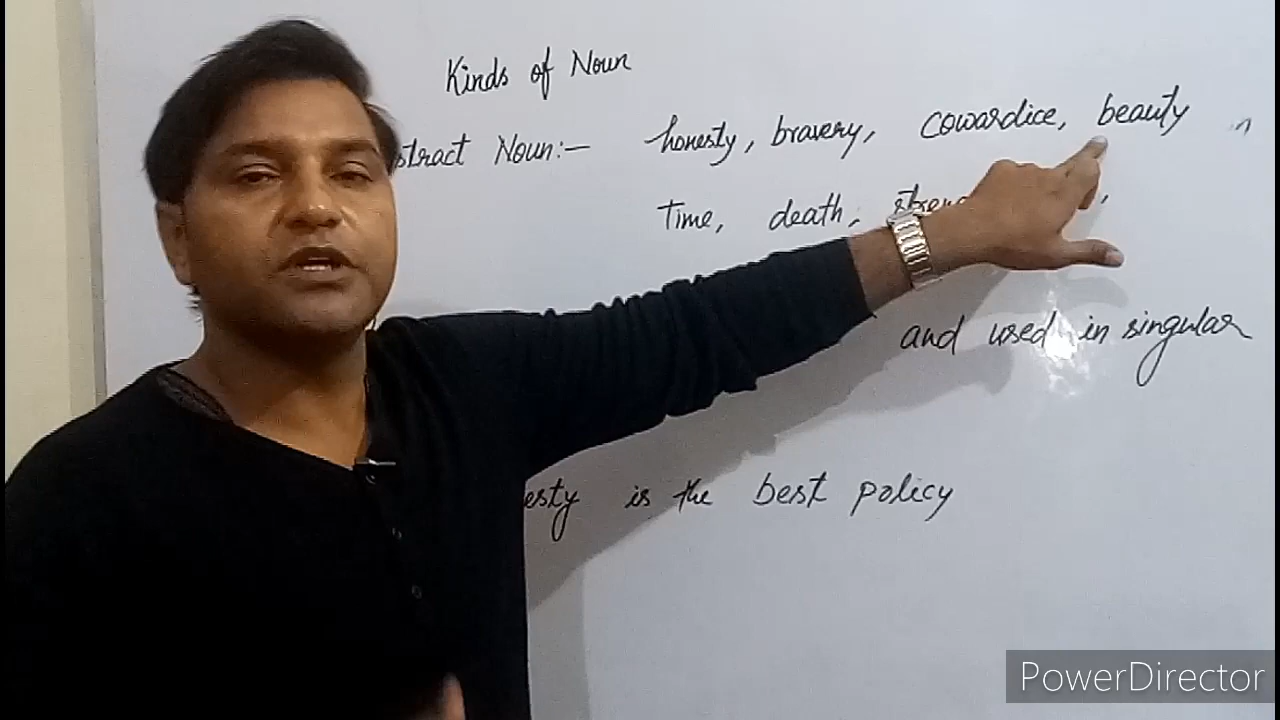 Kinds of Noun
stract Noun:- honesty, bravery, cowardice, beauty
Time, death,
and used in singular
esty is the best policy
PowerDirector